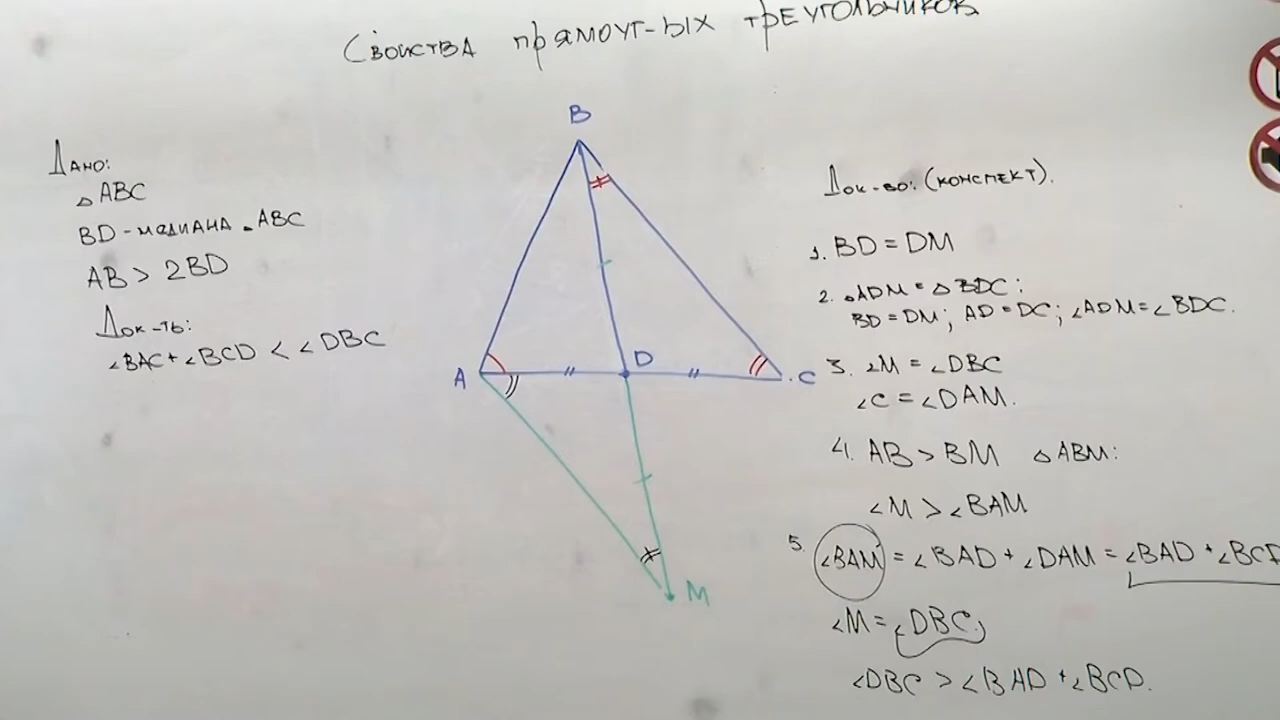 Свойства прямоуг-ых треугольников
Дано:
△ABC
BD - медиана △ABC
AB > 2BD
Док-ть:
∠BAC + ∠BCD < ∠DBC
B
A
D
C
M
Док-во: (конспект).
1. BD = DM
2. △ADM = △BDC:
BD = DM; AD = DC; ∠ADM = ∠BDC.
3. ∠M = ∠DBC
∠C = ∠DAM.
4. AB > BM △ABM:
∠M > ∠BAM
5. ∠BAM = ∠BAD + ∠DAM = ∠BAD + ∠BCD
∠M = ∠DBC
∠DBC > ∠BAD + ∠BCD.